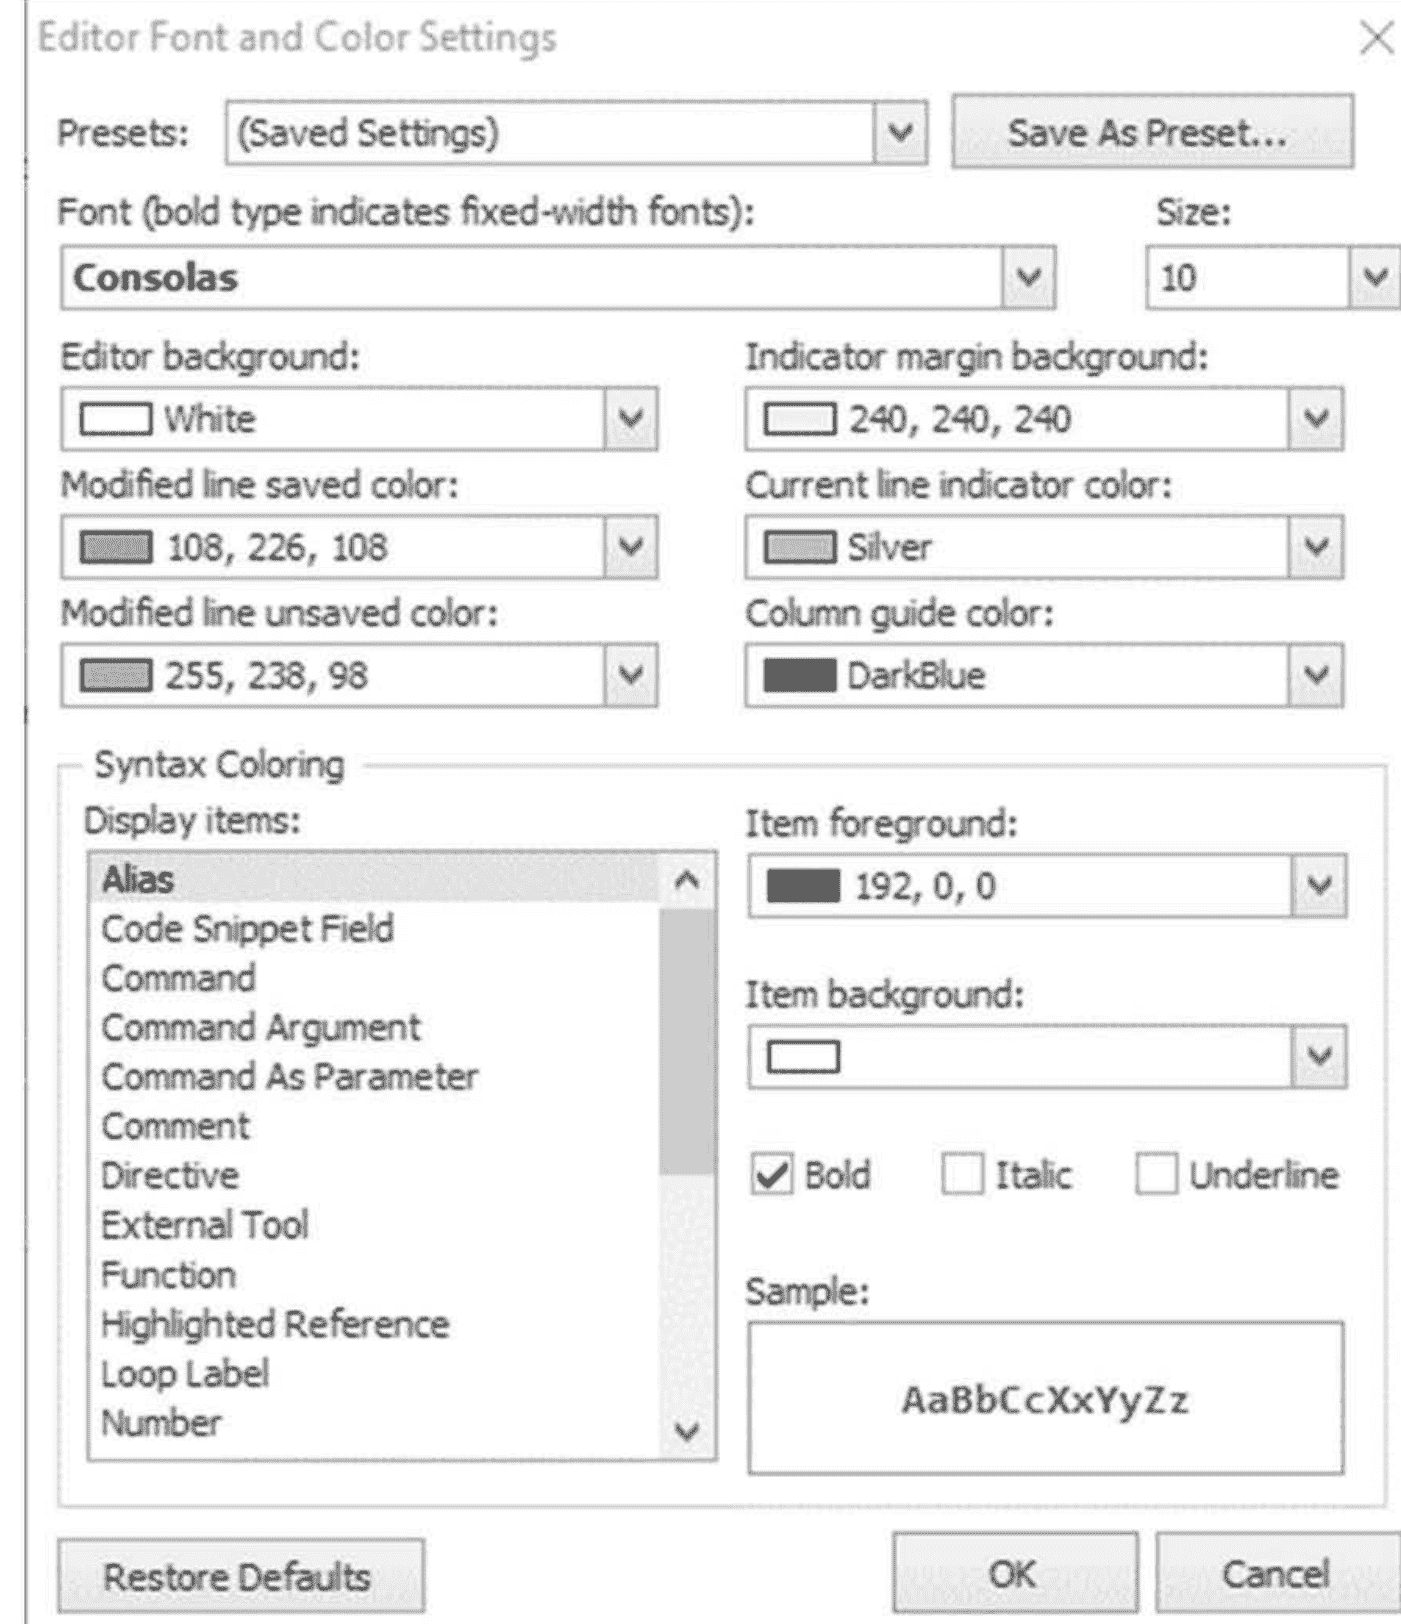 Editor Font and Color Settings
Presets: (Saved Settings) Save As Preset...
Font (bold type indicates fixed-width fonts): Size:
Consolas 10
Editor background: Indicator margin background:
White 240, 240, 240
Modified line saved color: Current line indicator color:
108, 226, 108 Silver
Modified line unsaved color: Column guide color:
255, 238, 98 DarkBlue
Syntax Coloring
Display items:
Alias
Code Snippet Field
Command
Command Argument
Command As Parameter
Comment
Directive
External Tool
Function
Highlighted Reference
Loop Label
Number
Item foreground:
192, 0, 0
Item background:
Bold Italic Underline
Sample:
AaBbCcXxYyZz
Restore Defaults OK Cancel